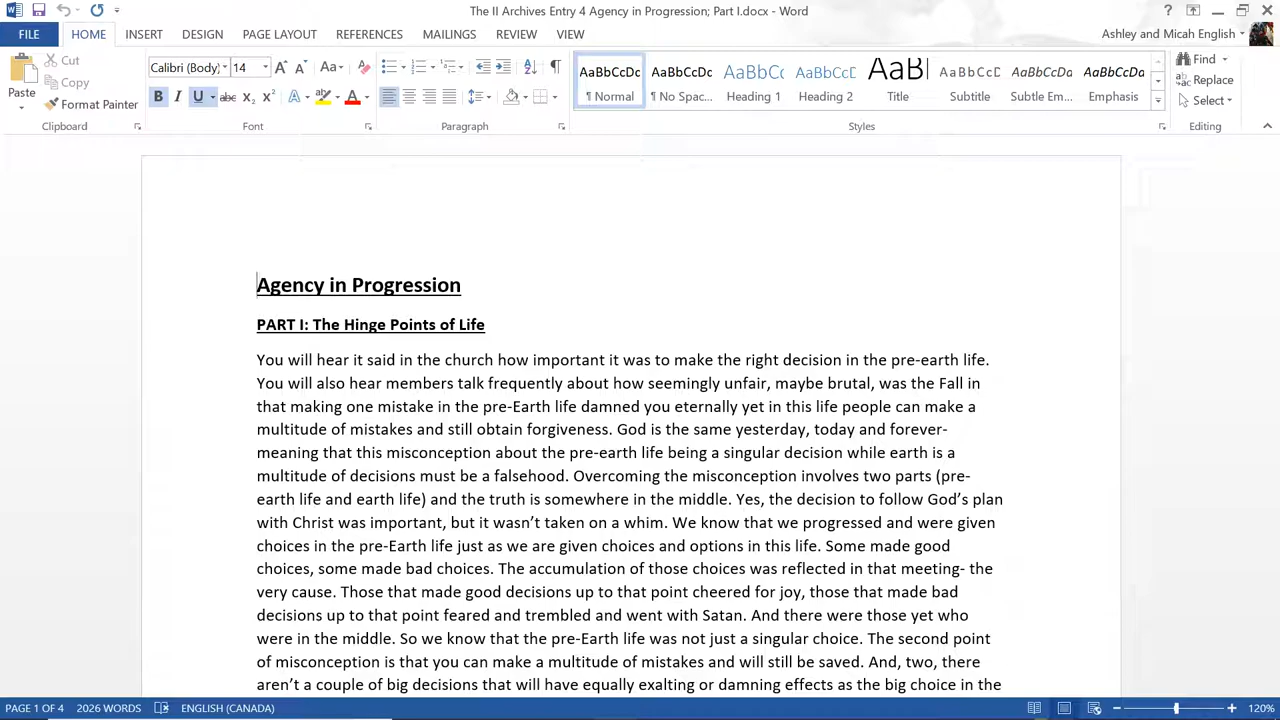 The II Archives Entry 4 Agency in Progression; Part I.docx - Word
FILE HOME INSERT DESIGN PAGE LAYOUT REFERENCES MAILINGS REVIEW VIEW Ashley and Micah English
Paste
Cut
Copy
Format Painter
Clipboard
Calibri (Body) 14
Font
Paragraph
AaBbCcDc AaBbCcDc AaBbCc AaBbCcD AaBl AaBbCcD AaBbCcDc AaBbCcDc
¶ Normal ¶ No Spac... Heading 1 Heading 2 Title Subtitle Subtle Em... Emphasis
Styles
Find
Replace
Select
Editing
Agency in Progression
PART I: The Hinge Points of Life
You will hear it said in the church how important it was to make the right decision in the pre-earth life.
You will also hear members talk frequently about how seemingly unfair, maybe brutal, was the Fall in
that making one mistake in the pre-Earth life damned you eternally yet in this life people can make a
multitude of mistakes and still obtain forgiveness. God is the same yesterday, today and forever-
meaning that this misconception about the pre-earth life being a singular decision while earth is a
multitude of decisions must be a falsehood. Overcoming the misconception involves two parts (pre-
earth life and earth life) and the truth is somewhere in the middle. Yes, the decision to follow God’s plan
with Christ was important, but it wasn’t taken on a whim. We know that we progressed and were given
choices in the pre-Earth life just as we are given choices and options in this life. Some made good
choices, some made bad choices. The accumulation of those choices was reflected in that meeting- the
very cause. Those that made good decisions up to that point cheered for joy, those that made bad
decisions up to that point feared and trembled and went with Satan. And there were those yet who
were in the middle. So we know that the pre-Earth life was not just a singular choice. The second point
of misconception is that you can make a multitude of mistakes and will still be saved. And, two, there
aren’t a couple of big decisions that will have equally exalting or damning effects as the big choice in the
PAGE 1 OF 4 2026 WORDS ENGLISH (CANADA) 120%